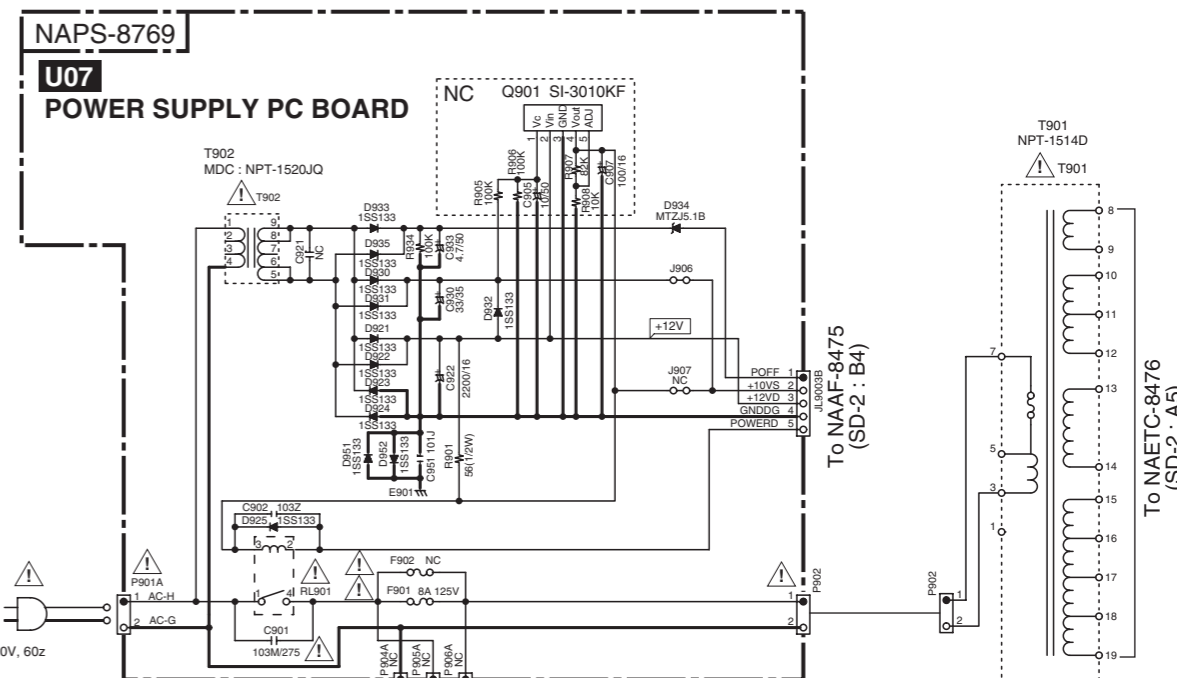 NAPS-8769
U07
POWER SUPPLY PC BOARD
NC
Q901 SI-3010KF
Vc
Vin
GND
Vout
ADJ
1
2
3
4
5
R906
100K
R905
100K
C905
10/50
R907
82K
R908
10K
C907
100/16
T902
MDC : NPT-1520JQ
! T902
1
2
3
4
9
8
7
6
5
C921
NC
D933
1SS133
D935
1SS133
D930
1SS133
D931
1SS133
D921
1SS133
D922
1SS133
D923
1SS133
D924
1SS133
R934
100K
C933
4.7/50
C930
33/35
D932
1SS133
C922
2200/16
D934
MTZJ5.1B
J906
+12V
J907
NC
POFF 1
+10VS 2
+12VD 3
GNDDG 4
POWERD 5
JL9003B
To NAAF-8475
(SD-2 : B4)
D951
1SS133
D952
1SS133
C951 101J
E901
R901
56(1/2W)
C902 103Z
D925 1SS133
3
2
1
4
RL901
!
C901
103M/275
!
F902 NC
F901 8A 125V
!
!
!
!
P901A
1 AC-H
2 AC-G
0V, 60z
P904A
NC
P905A
NC
P906A
NC
!
P902
1
2
P902
1
2
T901
NPT-1514D
! T901
7
5
3
1
8
9
10
11
12
13
14
15
16
17
18
19
To NAETC-8476
(SD-2 : A5)